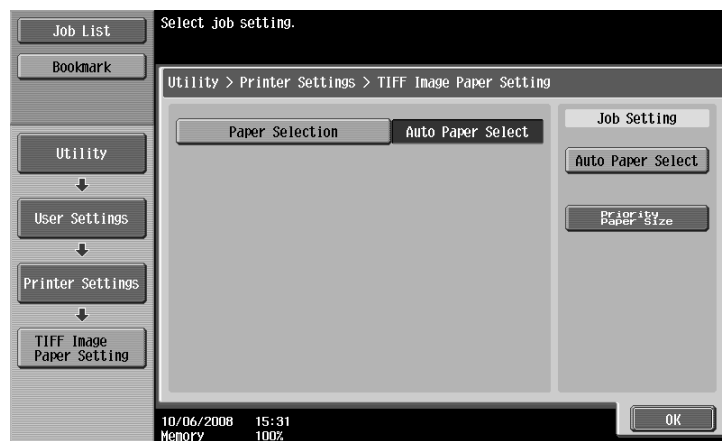 Job List
Bookmark
Utility
User Settings
Printer Settings
TIFF Image
Paper Setting
Select job setting.
Utility > Printer Settings > TIFF Image Paper Setting
Paper Selection
Auto Paper Select
Job Setting
Auto Paper Select
Priority
Paper Size
10/06/2008 15:31
Memory 100%
OK